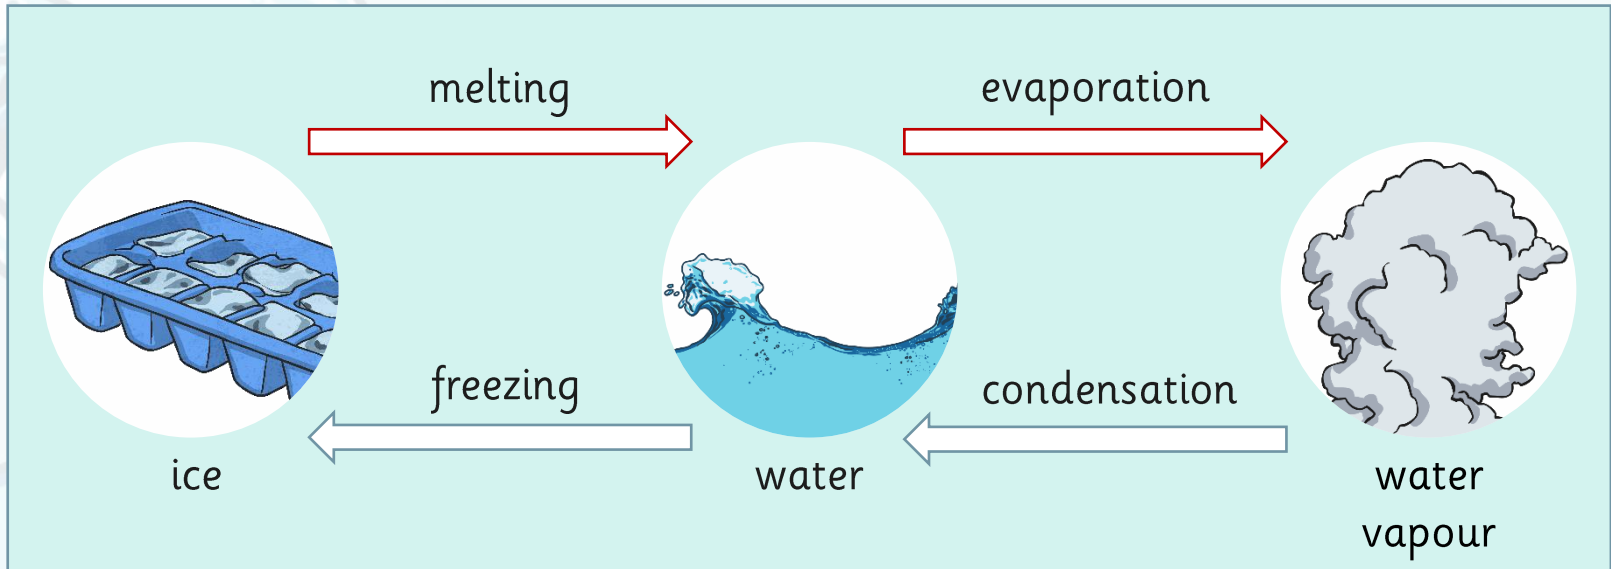 melting
evaporation
freezing
condensation
ice
water
water
vapour